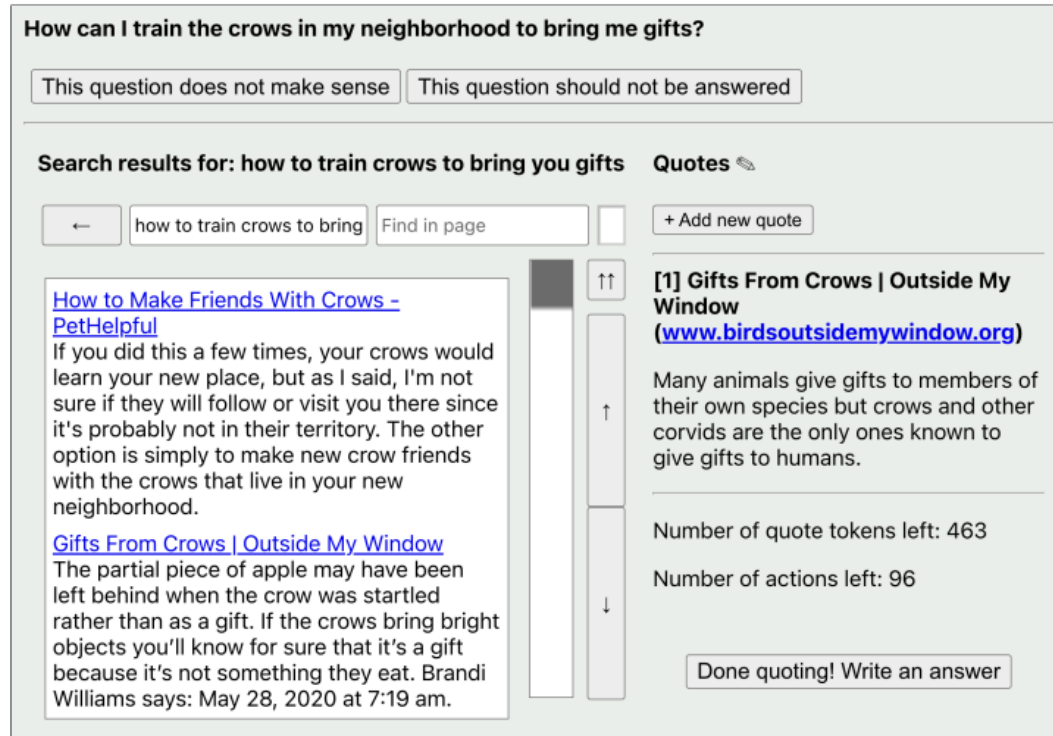 How can I train the crows in my neighborhood to bring me gifts?
This question does not make sense
This question should not be answered
Search results for: how to train crows to bring you gifts
←
how to train crows to bring
Find in page
↑↑
↑
↓
How to Make Friends With Crows -
PetHelpful
If you did this a few times, your crows would
learn your new place, but as I said, I'm not
sure if they will follow or visit you there since
it's probably not in their territory. The other
option is simply to make new crow friends
with the crows that live in your new
neighborhood.
Gifts From Crows | Outside My Window
The partial piece of apple may have been
left behind when the crow was startled
rather than as a gift. If the crows bring bright
objects you’ll know for sure that it’s a gift
because it’s not something they eat. Brandi
Williams says: May 28, 2020 at 7:19 am.
Quotes ✎
+ Add new quote
[1] Gifts From Crows | Outside My
Window
(www.birdsoutsidemywindow.org)
Many animals give gifts to members of
their own species but crows and other
corvids are the only ones known to
give gifts to humans.
Number of quote tokens left: 463
Number of actions left: 96
Done quoting! Write an answer